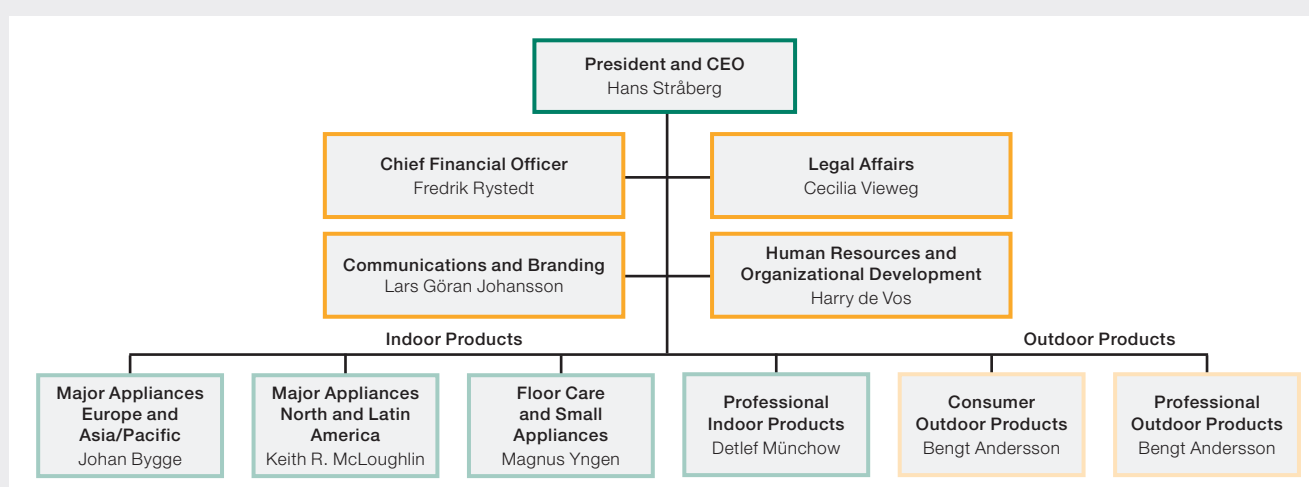 President and CEO
Hans Stråberg
Chief Financial Officer
Fredrik Rystedt
Legal Affairs
Cecilia Vieweg
Communications and Branding
Lars Göran Johansson
Human Resources and
Organizational Development
Harry de Vos
Indoor Products
Outdoor Products
Major Appliances
Europe and
Asia/Pacific
Johan Bygge
Major Appliances
North and Latin
America
Keith R. McLoughlin
Floor Care
and Small
Appliances
Magnus Yngen
Professional
Indoor Products
Detlef Münchow
Consumer
Outdoor Products
Bengt Andersson
Professional
Outdoor Products
Bengt Andersson